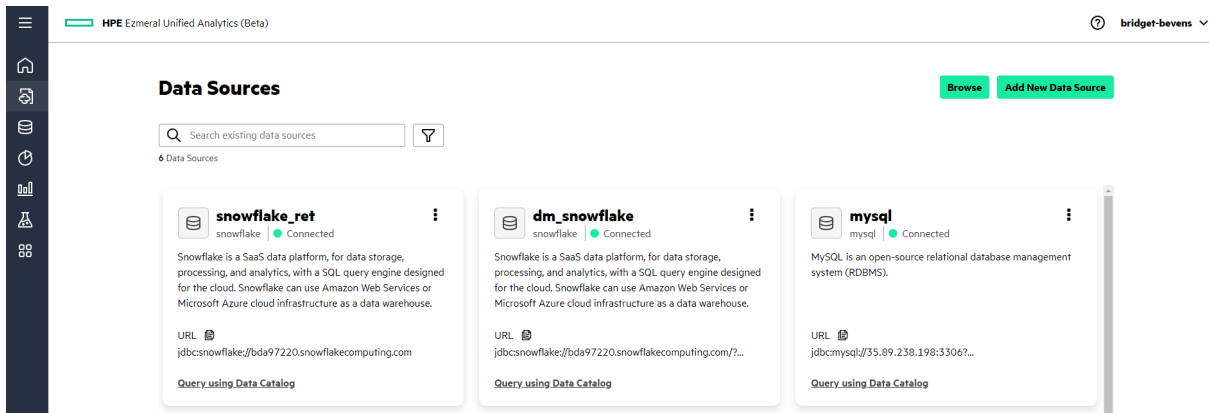 HPE Ezmeral Unified Analytics (Beta)
bridget-bevens
Data Sources
Browse
Add New Data Source
Search existing data sources
6 Data Sources
snowflake_ret
snowflake
Connected
Snowflake is a SaaS data platform, for data storage,
processing, and analytics, with a SQL query engine designed
for the cloud. Snowflake can use Amazon Web Services or
Microsoft Azure cloud infrastructure as a data warehouse.
URL
jdbc:snowflake://bda97220.snowflakecomputing.com
Query using Data Catalog
dm_snowflake
snowflake
Connected
Snowflake is a SaaS data platform, for data storage,
processing, and analytics, with a SQL query engine designed
for the cloud. Snowflake can use Amazon Web Services or
Microsoft Azure cloud infrastructure as a data warehouse.
URL
jdbc:snowflake://bda97220.snowflakecomputing.com/?...
Query using Data Catalog
mysql
mysql
Connected
MySQL is an open-source relational database management
system (RDBMS).
URL
jdbc:mysql://35.89.238.198:3306?...
Query using Data Catalog